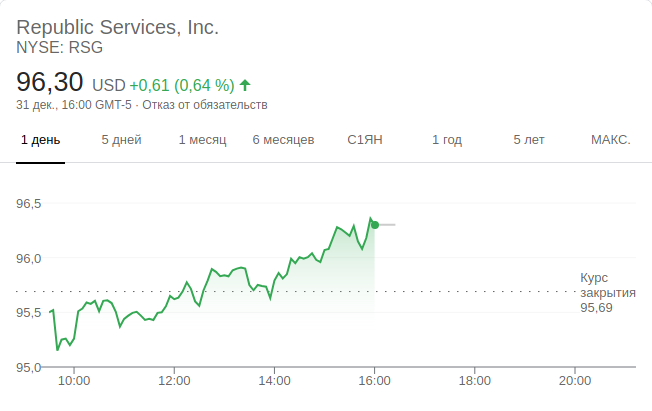 Republic Services, Inc.
NYSE: RSG
96,30 USD +0,61 (0,64 %)
31 дек., 16:00 GMT-5 · Отказ от обязательств
1 день 5 дней 1 месяц 6 месяцев С1ЯН 1 год 5 лет МАКС.
96,5
96,0
Курс
закрытия
95,69
95,5
95,0
10:00 12:00 14:00 16:00 18:00 20:00